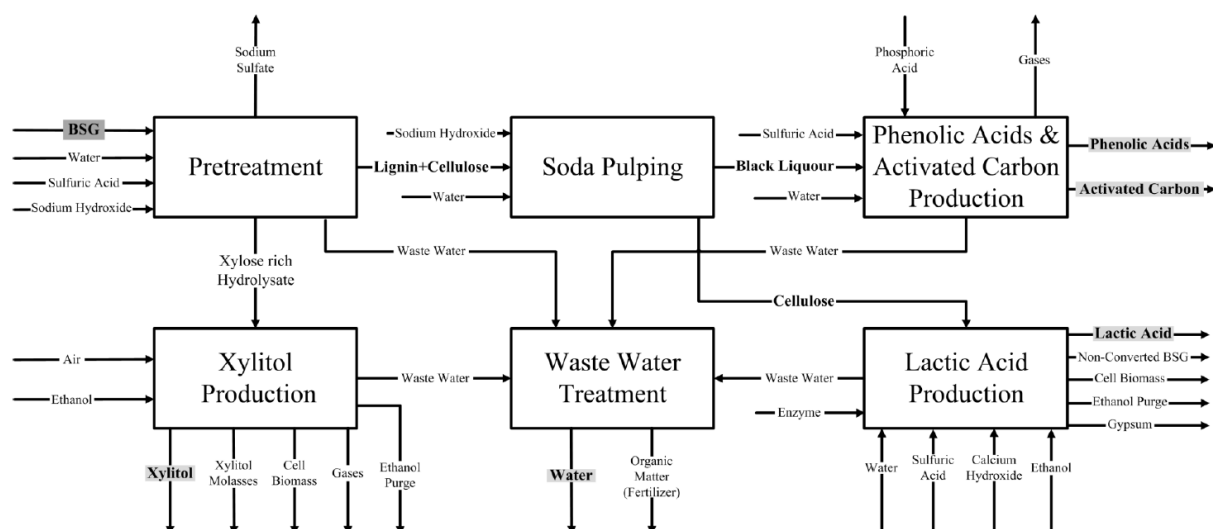 Sodium
Sulfate
Phosphoric
Acid
Gases
BSG
Water
Sulfuric Acid
Sodium Hydroxide
Pretreatment
Lignin+Cellulose
Sodium Hydroxide
Water
Soda Pulping
Black Liquour
Sulfuric Acid
Water
Phenolic Acids &
Activated Carbon
Production
Phenolic Acids
Activated Carbon
Xylose rich
Hydrolysate
Waste Water
Waste Water
Cellulose
Air
Ethanol
Xylitol
Production
Waste Water
Waste Water
Treatment
Waste Water
Enzyme
Lactic Acid
Production
Lactic Acid
Non-Converted BSG
Cell Biomass
Ethanol Purge
Gypsum
Xylitol
Xylitol
Molasses
Cell
Biomass
Gases
Ethanol
Purge
Water
Organic
Matter
(Fertilizer)
Water
Sulfuric
Acid
Calcium
Hydroxide
Ethanol